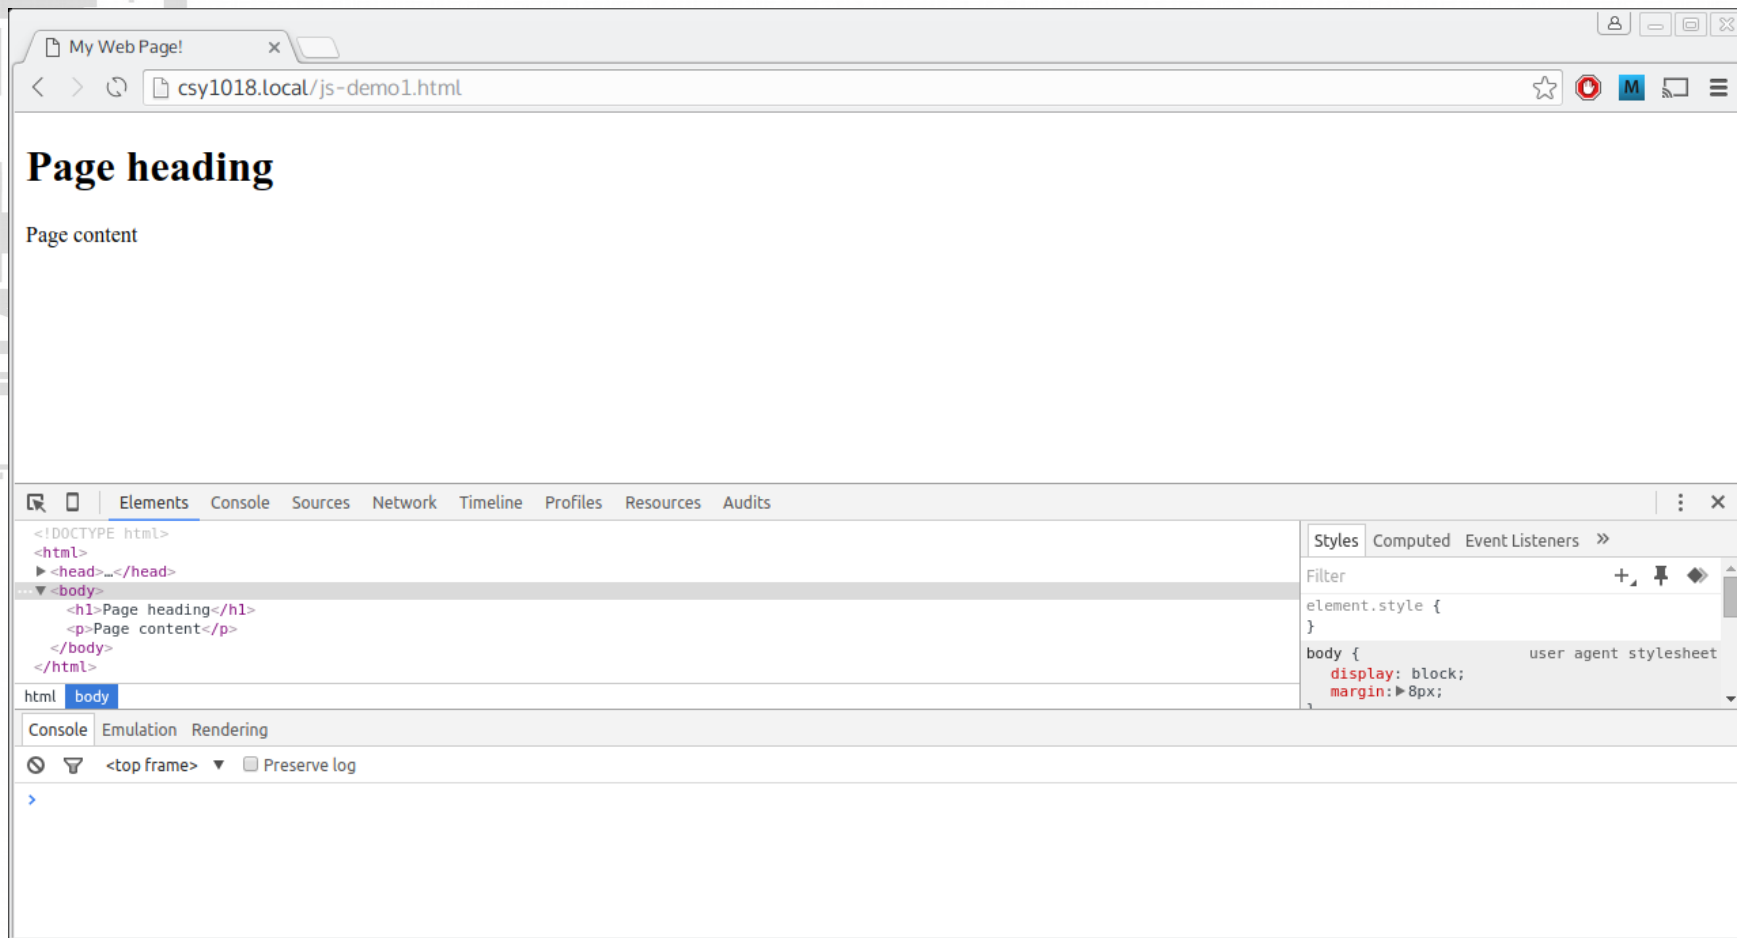 My Web Page!
csy1018.local/js-demo1.html
M
Page heading
Page content
Elements Console Sources Network Timeline Profiles Resources Audits
<!DOCTYPE html>
<html>
<head>…</head>
<body>
<h1>Page heading</h1>
<p>Page content</p>
</body>
</html>
html body
Styles Computed Event Listeners »
Filter
element.style {
}
body { user agent stylesheet
display: block;
margin: 8px;
}
Console Emulation Rendering
<top frame> Preserve log
>